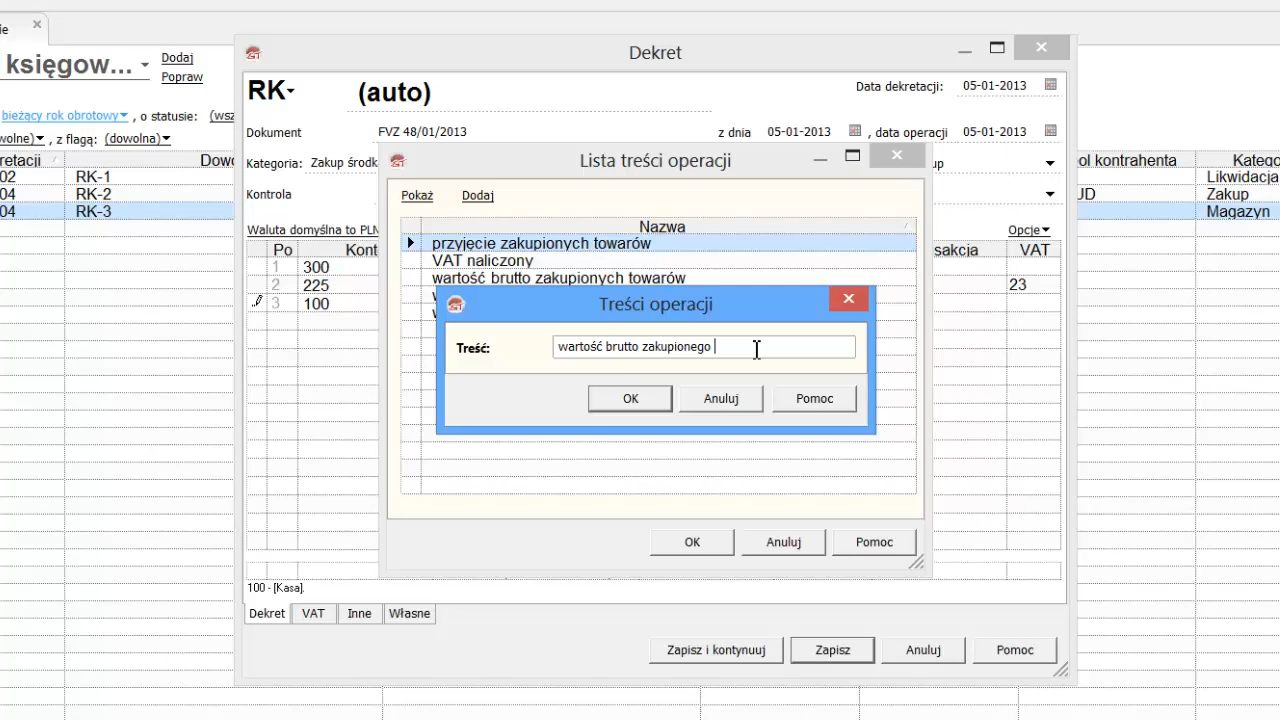 ie
księgow...
Dodaj
Popraw
bieżący rok obrotowy , o statusie: (wsz
wolne) , z flagą: (dowolna)
retacji Dowo
02 RK-1
04 RK-2
04 RK-3
ol kontrahenta Katego
Likwidacja
UD Zakup
Magazyn
Dekret
RK- (auto) Data dekretacji: 05-01-2013
Dokument FVZ 48/01/2013 z dnia 05-01-2013 , data operacji 05-01-2013
Kategoria: Zakup środk up
Kontrola
Waluta domyślna to PLN Opcje
Po Kont sakcja VAT
1 300
2 225 23
3 100
Lista treści operacji
Pokaż Dodaj
Nazwa
przyjęcie zakupionych towarów
VAT naliczony
wartość brutto zakupionych towarów
Treści operacji
Treść: wartość brutto zakupionego
OK Anuluj Pomoc
OK Anuluj Pomoc
100 - [Kasa].
Dekret VAT Inne Własne
Zapisz i kontynuuj Zapisz Anuluj Pomoc